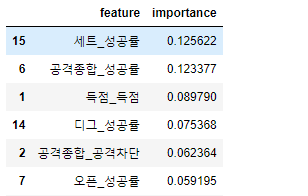 feature importance
15 세트_성공률 0.125622
6 공격종합_성공률 0.123377
1 득점_득점 0.089790
14 디그_성공률 0.075368
2 공격종합_공격차단 0.062364
7 오픈_성공률 0.059195